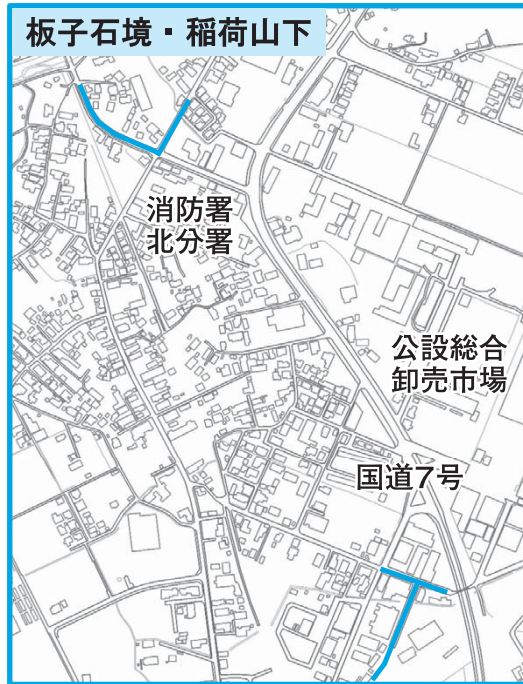 板子石境・稲荷山下
消防署
北分署
公設総合
卸売市場
国道7号